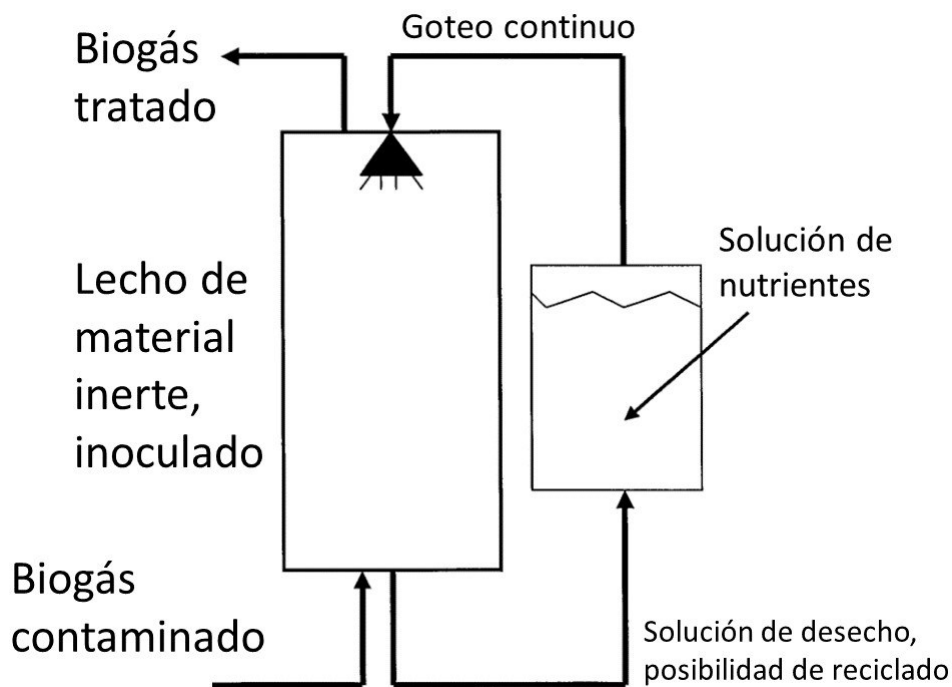 Goteo continuo
Biogás
tratado
Solución de
nutrientes
Lecho de
material
inerte,
inoculado
Biogás
contaminado
Solución de desecho,
posibilidad de reciclado